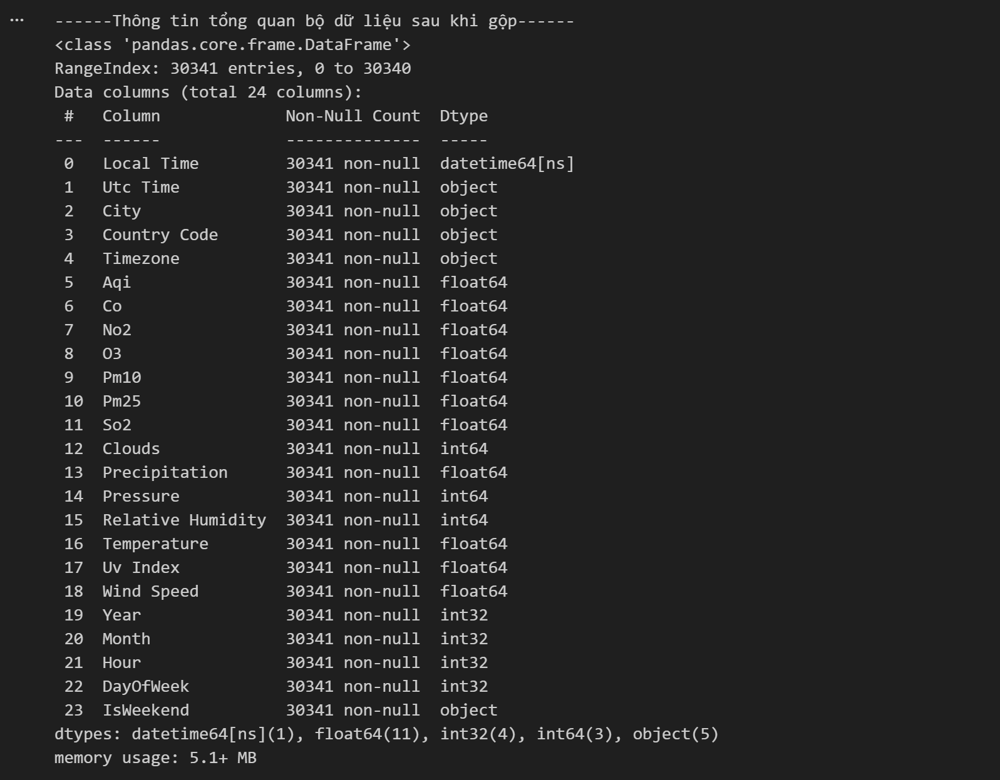 ...
------Thông tin tổng quan bộ dữ liệu sau khi gộp------
<class 'pandas.core.frame.DataFrame'>
RangeIndex: 30341 entries, 0 to 30340
Data columns (total 24 columns):
 #   Column             Non-Null Count  Dtype
---  ------             --------------  -----
 0   Local Time         30341 non-null  datetime64[ns]
 1   Utc Time           30341 non-null  object
 2   City               30341 non-null  object
 3   Country Code       30341 non-null  object
 4   Timezone           30341 non-null  object
 5   Aqi                30341 non-null  float64
 6   Co                 30341 non-null  float64
 7   No2                30341 non-null  float64
 8   O3                 30341 non-null  float64
 9   Pm10               30341 non-null  float64
 10  Pm25               30341 non-null  float64
 11  So2                30341 non-null  float64
 12  Clouds             30341 non-null  int64
 13  Precipitation      30341 non-null  float64
 14  Pressure           30341 non-null  int64
 15  Relative Humidity  30341 non-null  int64
 16  Temperature        30341 non-null  float64
 17  Uv Index           30341 non-null  float64
 18  Wind Speed         30341 non-null  float64
 19  Year               30341 non-null  int32
 20  Month              30341 non-null  int32
 21  Hour               30341 non-null  int32
 22  DayOfWeek          30341 non-null  int32
 23  IsWeekend          30341 non-null  object
dtypes: datetime64[ns](1), float64(11), int32(4), int64(3), object(5)
memory usage: 5.1+ MB